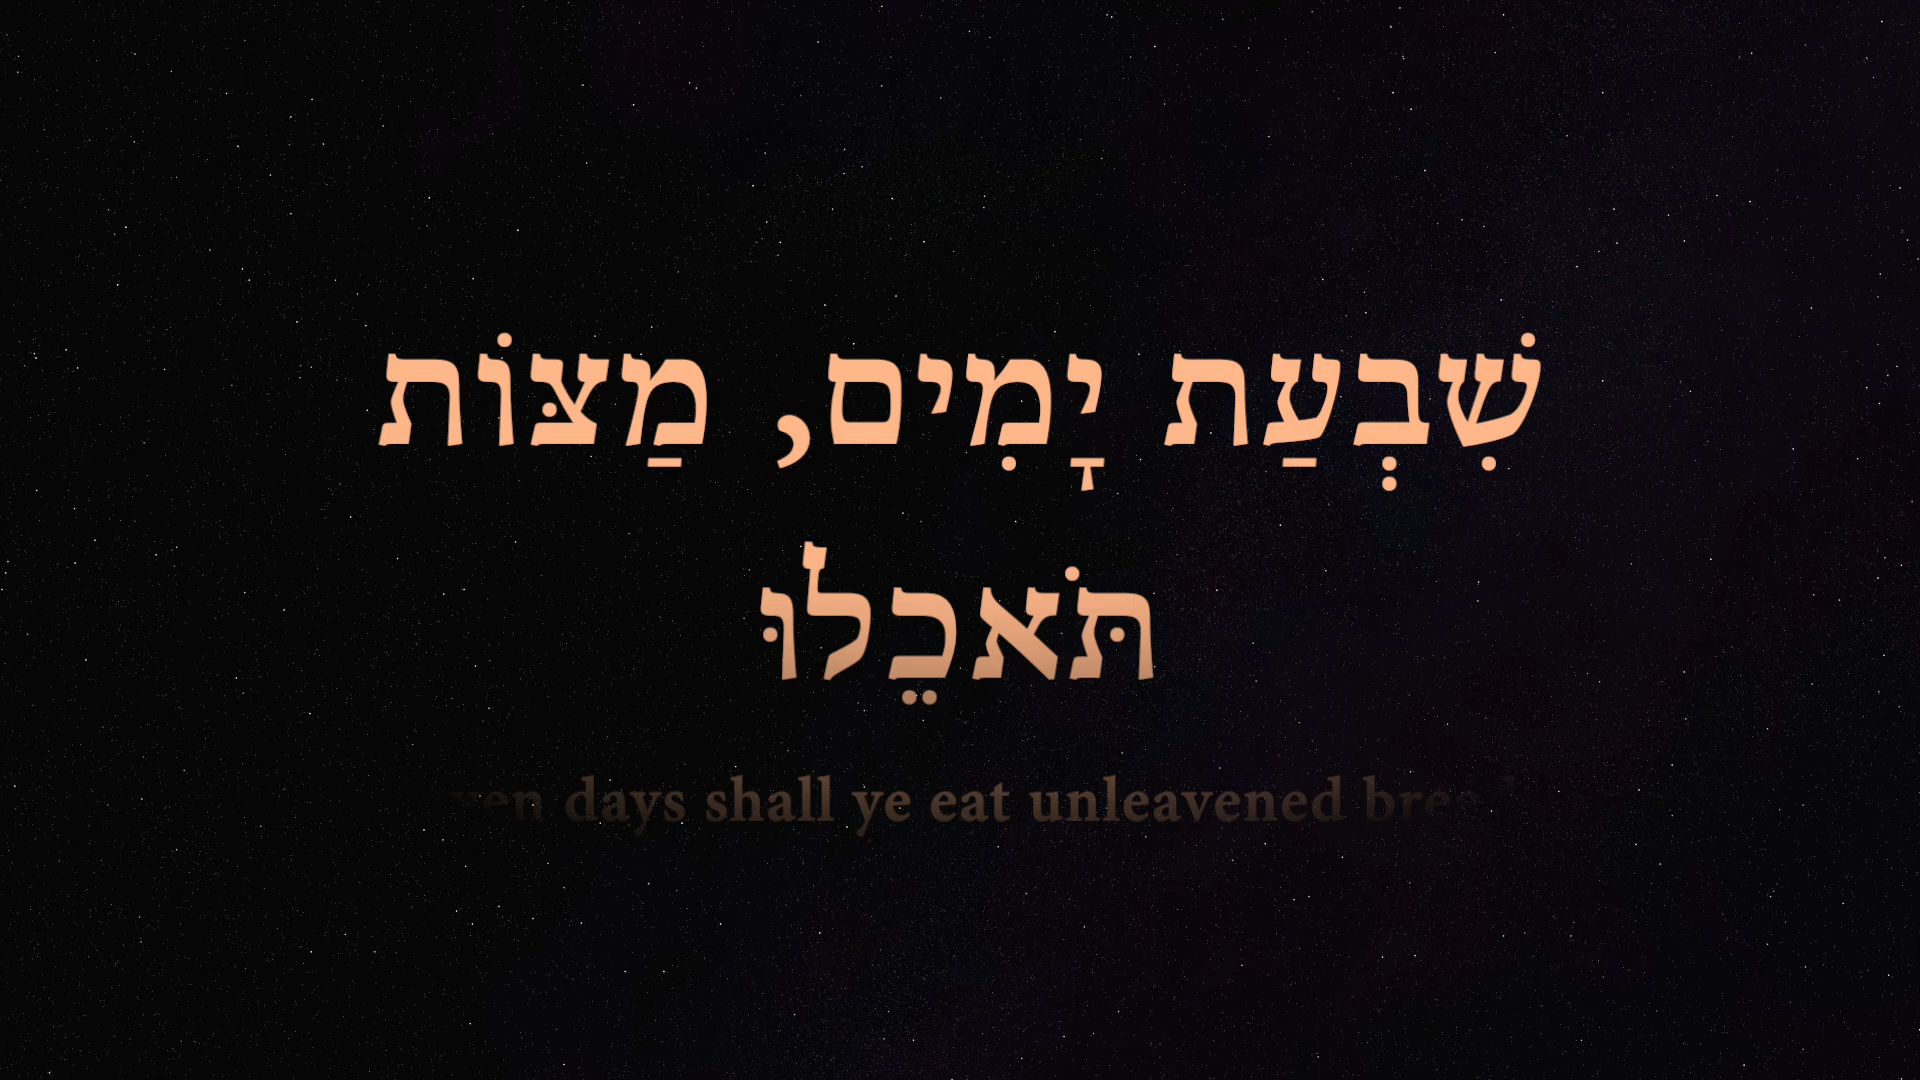 שִׁבְעַת יָמִים, מַצּוֹת
תֹּאכֵלוּ
days shall ye eat unleavened